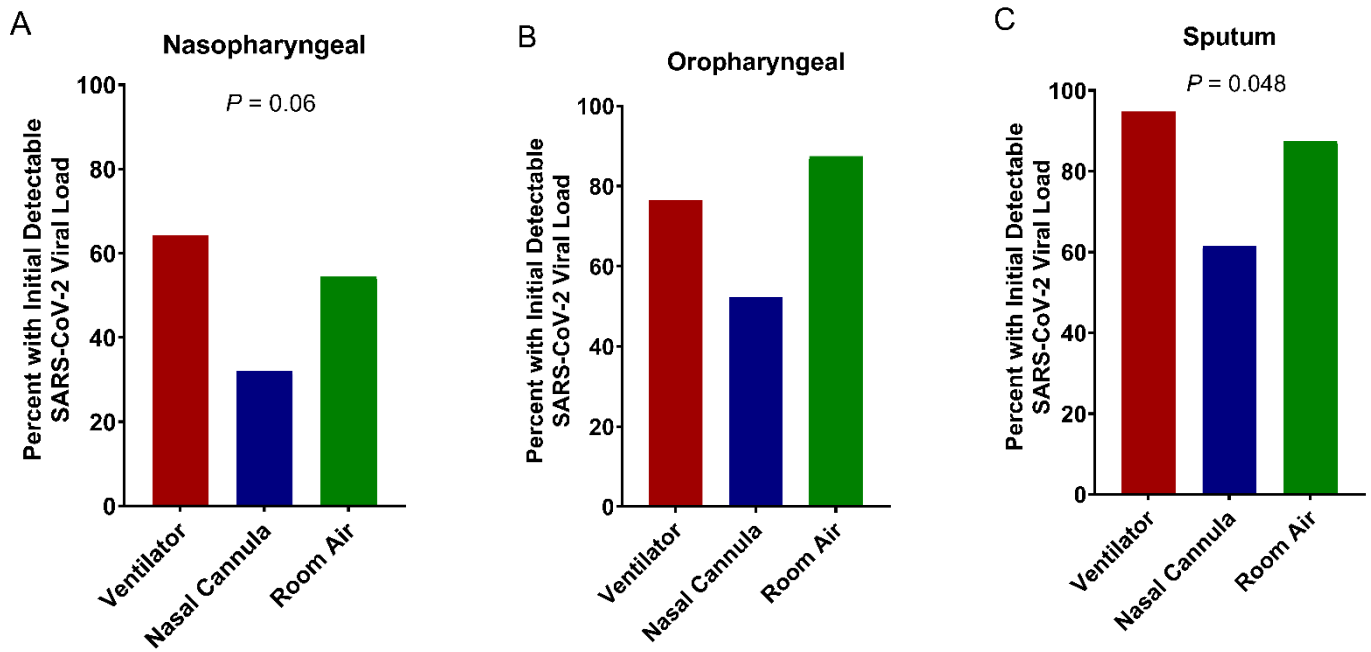 A
Nasopharyngeal
P = 0.06
Percent with Initial Detectable
SARS-CoV-2 Viral Load
100
80
60
40
20
0
Ventilator
Nasal Cannula
Room Air
B
Oropharyngeal
Percent with Initial Detectable
SARS-CoV-2 Viral Load
100
80
60
40
20
0
Ventilator
Nasal Cannula
Room Air
C
Sputum
P = 0.048
Percent with Initial Detectable
SARS-CoV-2 Viral Load
100
80
60
40
20
0
Ventilator
Nasal Cannula
Room Air